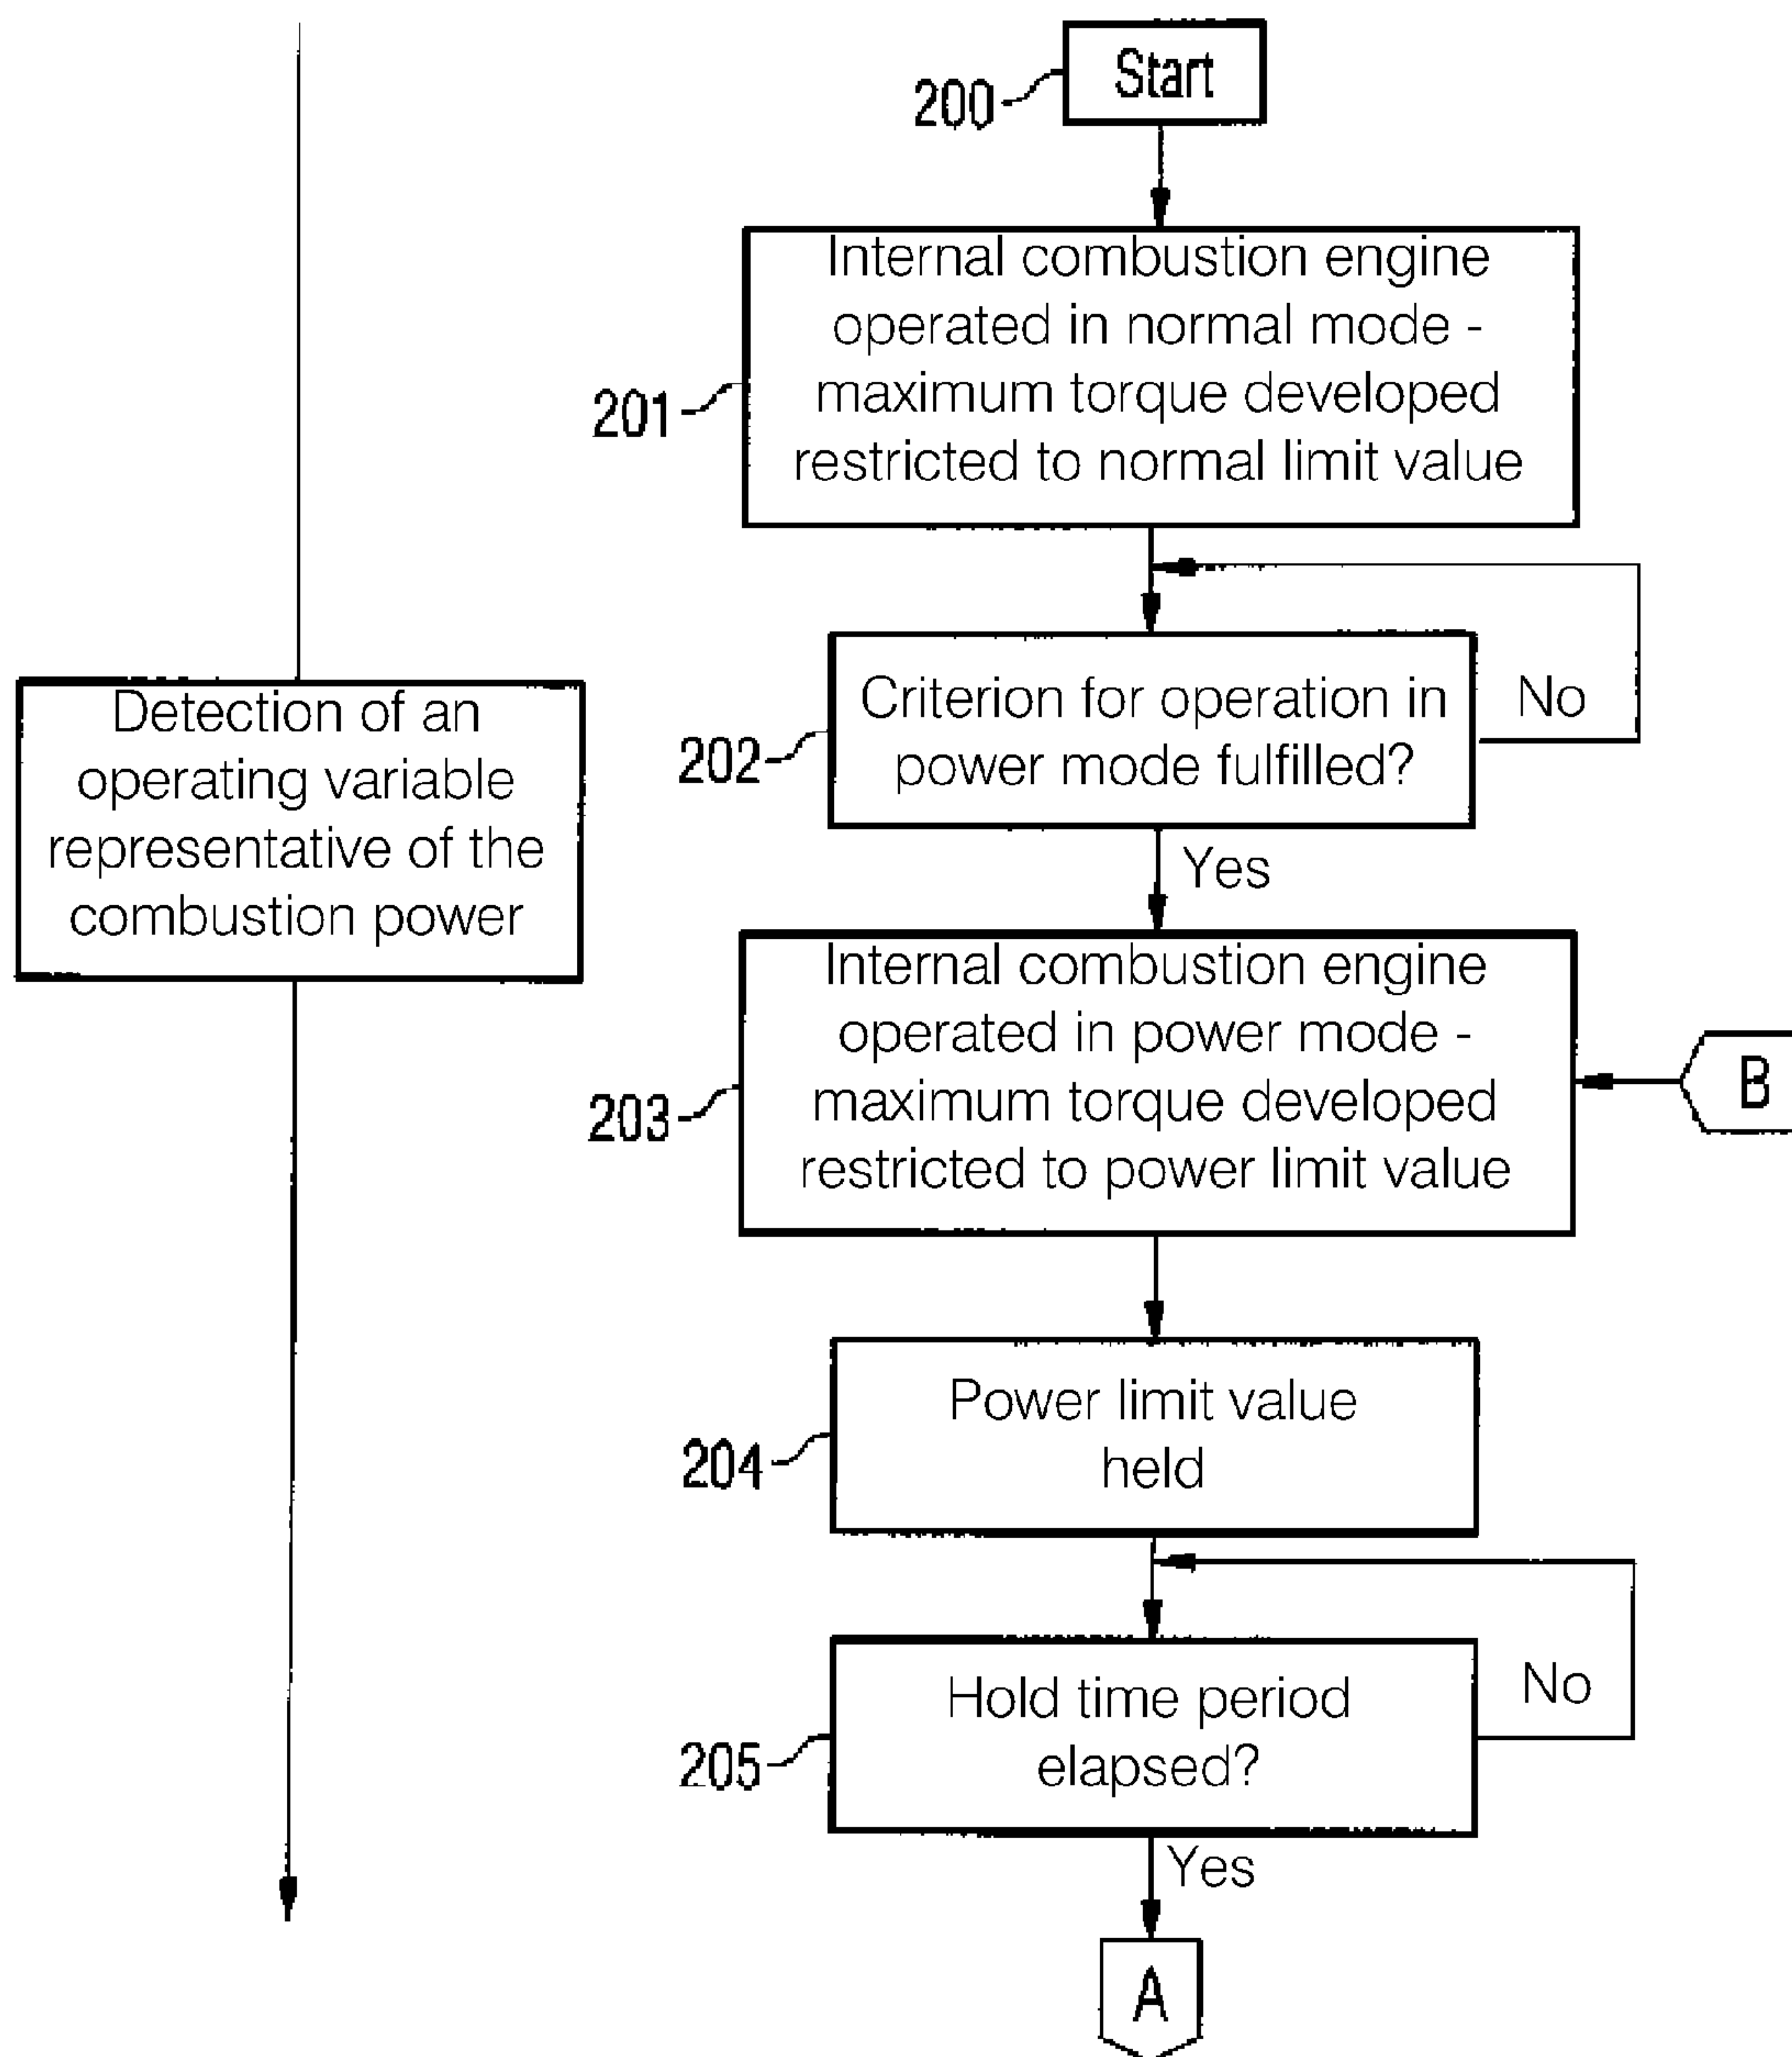 Start
200
Internal combustion engine
operated in normal mode -
maximum torque developed
restricted to normal limit value
201
Detection of an
operating variable
representative of the
combustion power
Criterion for operation in
power mode fulfilled?
No
202
Yes
Internal combustion engine
operated in power mode -
maximum torque developed
restricted to power limit value
203
B
Power limit value
held
204
Hold time period
elapsed?
No
205
Yes
A